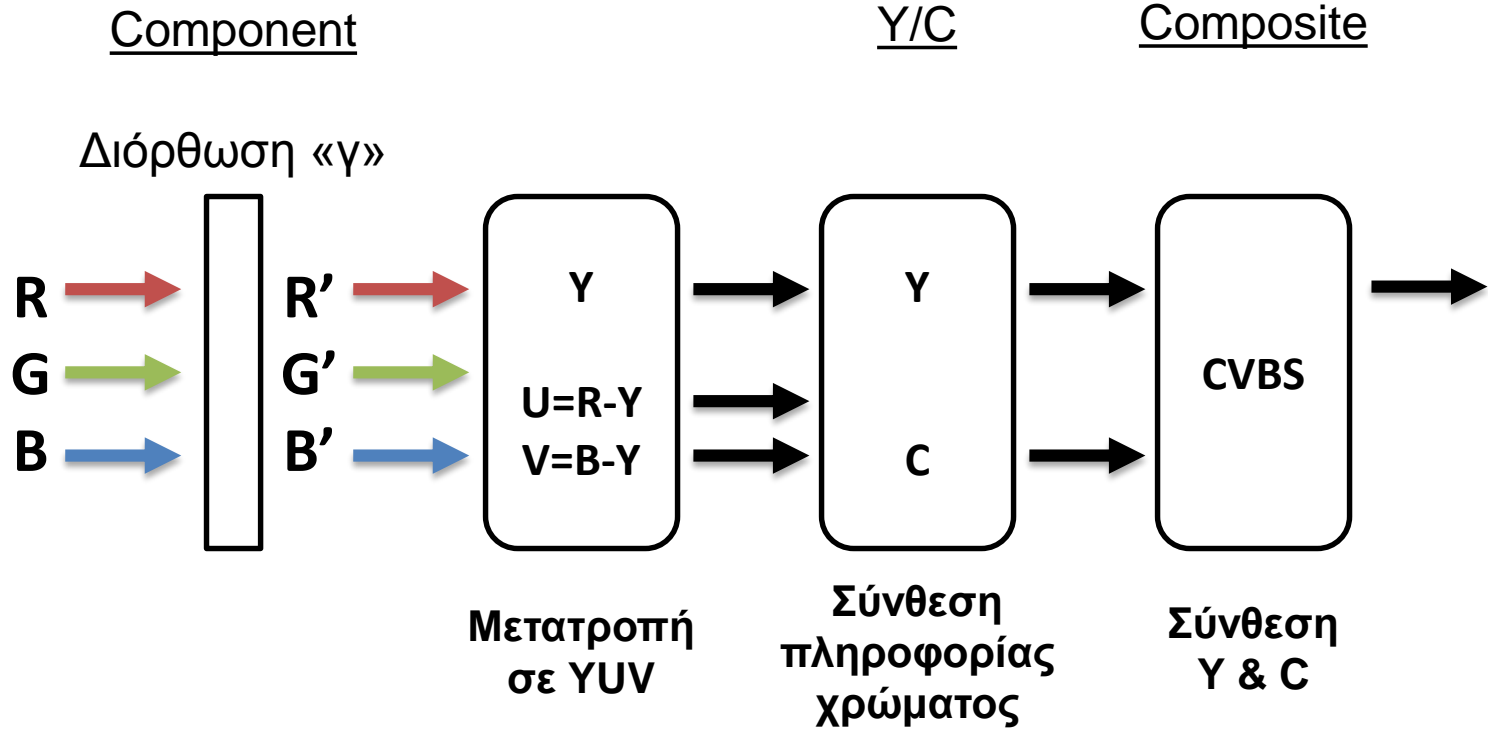 Component
Y/C
Composite
Διόρθωση «γ»
R
R’
Y
Y
G
G’
CVBS
U=R-Y
B
B’
V=B-Y
C
Μετατροπή
σε YUV
Σύνθεση
πληροφορίας
χρώματος
Σύνθεση
Y & C